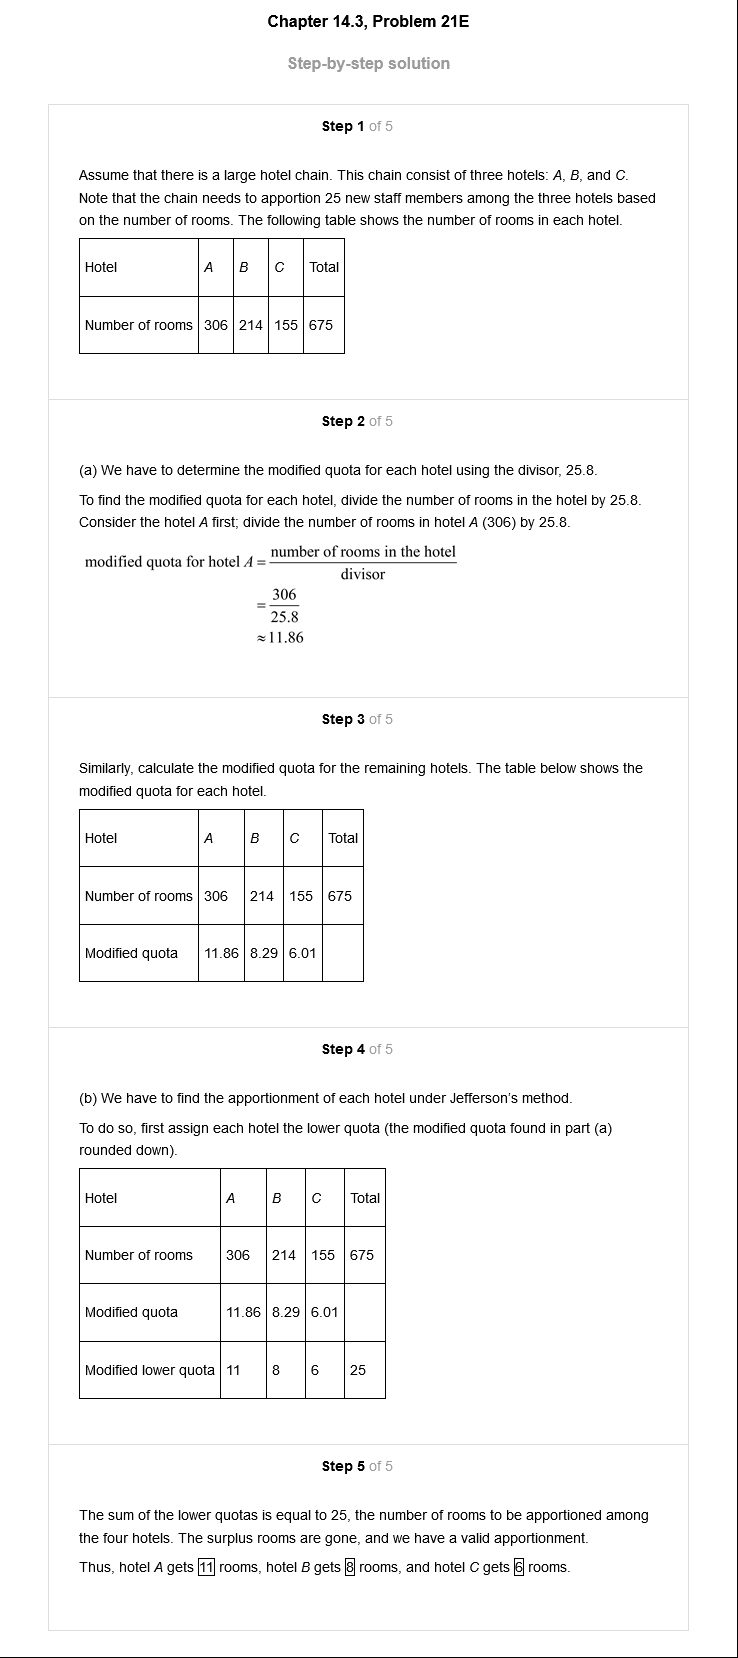 Chapter 14.3, Problem 21E
Step-by-step solution
Step 1 of 5
Assume that there is a large hotel chain. This chain consist of three hotels: A, B, and C.
Note that the chain needs to apportion 25 new staff members among the three hotels based
on the number of rooms. The following table shows the number of rooms in each hotel.
Hotel A B C Total
Number of rooms 306 214 155 675
Step 2 of 5
(a) We have to determine the modified quota for each hotel using the divisor, 25.8.
To find the modified quota for each hotel, divide the number of rooms in the hotel by 25.8.
Consider the hotel A first; divide the number of rooms in hotel A (306) by 25.8.
modified quota for hotel A = number of rooms in the hotel
divisor
= 306
25.8
≈ 11.86
Step 3 of 5
Similarly, calculate the modified quota for the remaining hotels. The table below shows the
modified quota for each hotel.
Hotel A B C Total
Number of rooms 306 214 155 675
Modified quota 11.86 8.29 6.01
Step 4 of 5
(b) We have to find the apportionment of each hotel under Jefferson's method.
To do so, first assign each hotel the lower quota (the modified quota found in part (a)
rounded down).
Hotel A B C Total
Number of rooms 306 214 155 675
Modified quota 11.86 8.29 6.01
Modified lower quota 11 8 6 25
Step 5 of 5
The sum of the lower quotas is equal to 25, the number of rooms to be apportioned among
the four hotels. The surplus rooms are gone, and we have a valid apportionment.
Thus, hotel A gets 11 rooms, hotel B gets 8 rooms, and hotel C gets 6 rooms.